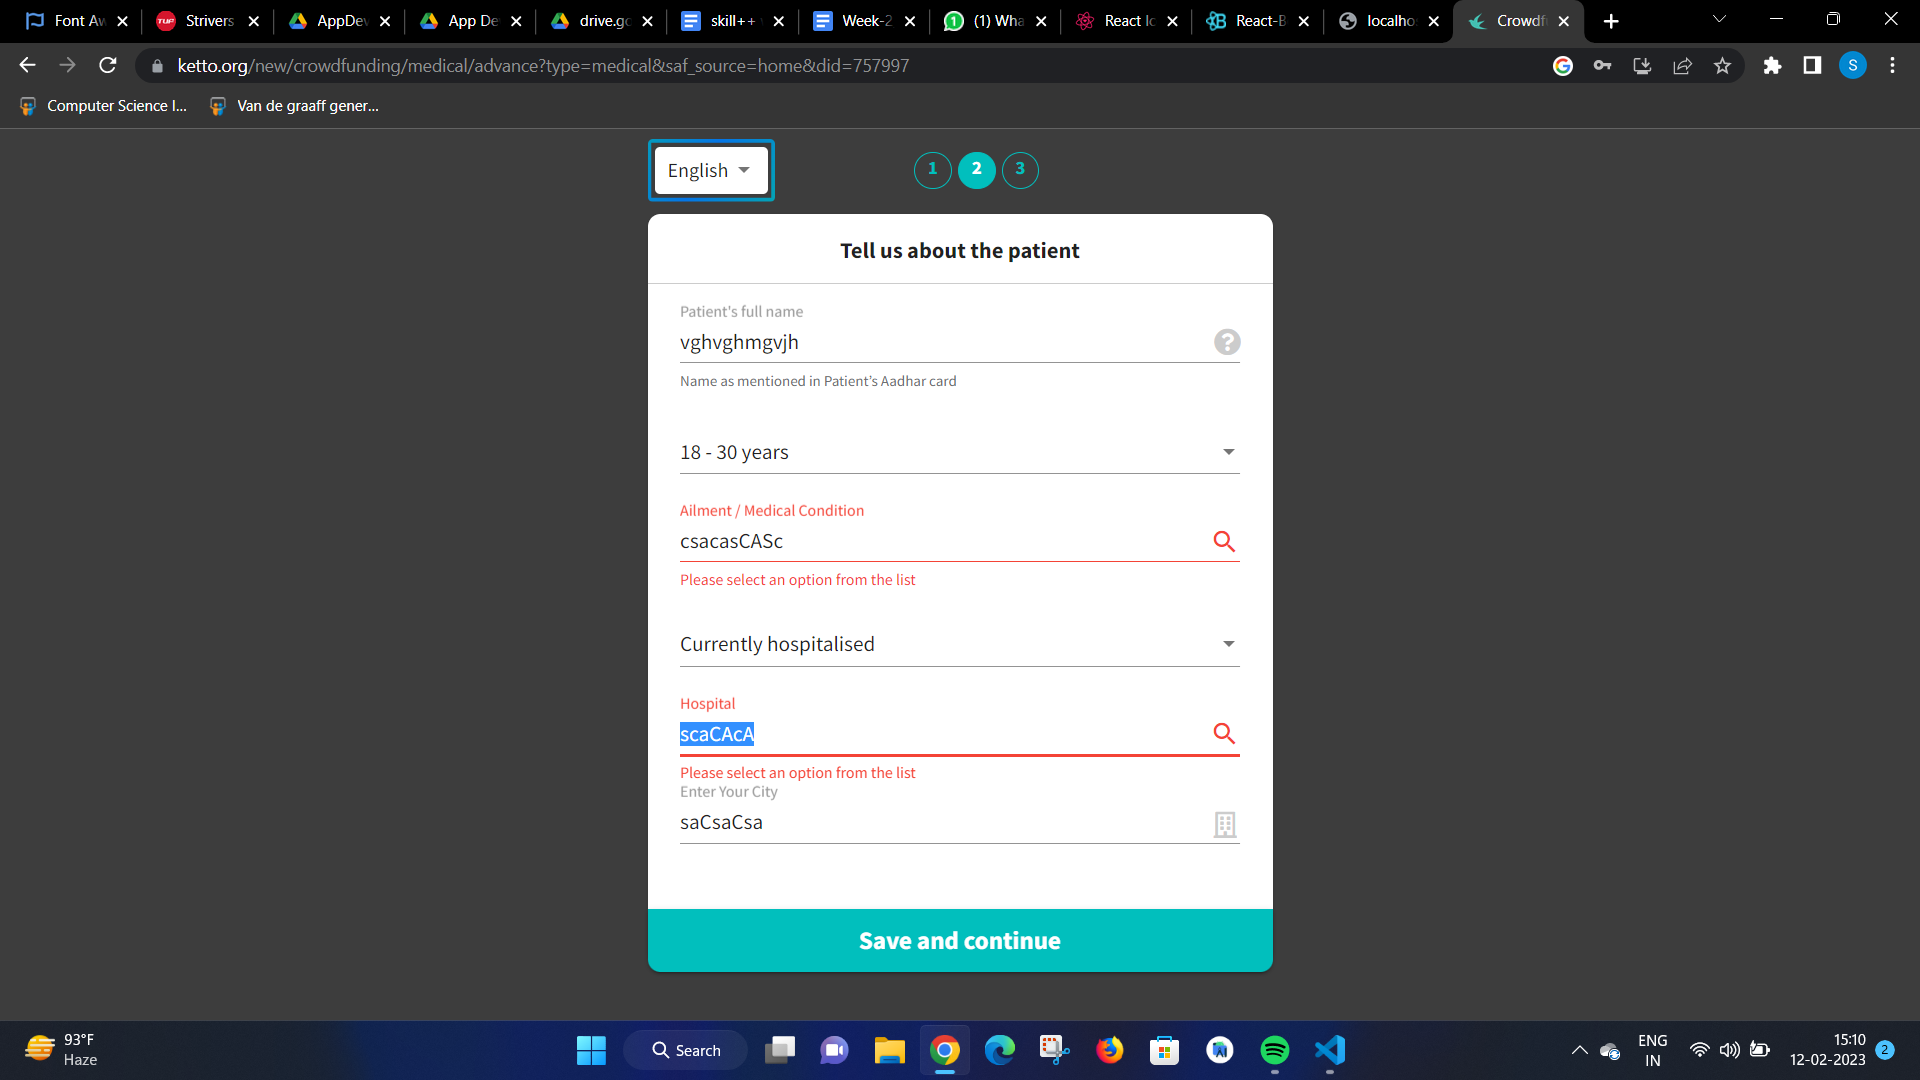 Font Aw
Strivers
AppDev
App De
drive.go
skill++
Week-2
(1) Wha
React Ic
React-B
localho
Crowdf
ketto.org/new/crowdfunding/medical/advance?type=medical&saf_source=home&did=757997
S
Computer Science I...
Van de graaff gener...
English
1 2 3
Tell us about the patient
Patient's full name
vghvghmgvjh
?
Name as mentioned in Patient’s Aadhar card
18 - 30 years
Ailment / Medical Condition
csacasCASc
Please select an option from the list
Currently hospitalised
Hospital
scaCAcA
Please select an option from the list
Enter Your City
saCsaCsa
Save and continue
93°F
Haze
Search
ENG
IN
15:10
12-02-2023
2